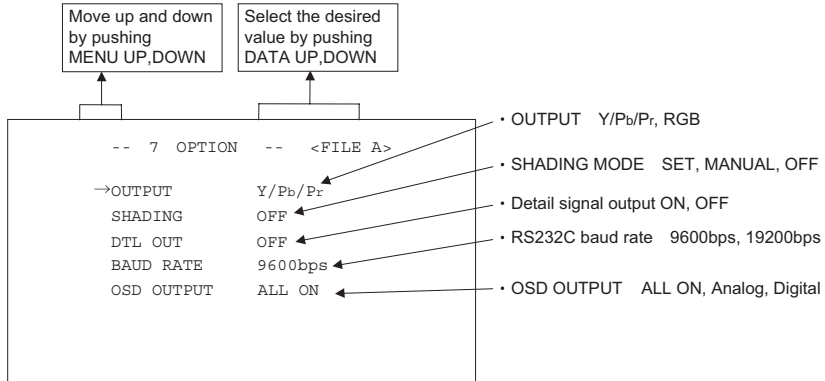 Move up and down
by pushing
MENU UP,DOWN
Select the desired
value by pushing
DATA UP,DOWN
-- 7 OPTION -- <FILE A>
→OUTPUT Y/Pb/Pr
SHADING OFF
DTL OUT OFF
BAUD RATE 9600bps
OSD OUTPUT ALL ON
・OUTPUT Y/Pb/Pr, RGB
・SHADING MODE SET, MANUAL, OFF
・Detail signal output ON, OFF
・RS232C baud rate 9600bps, 19200bps
・OSD OUTPUT ALL ON, Analog, Digital